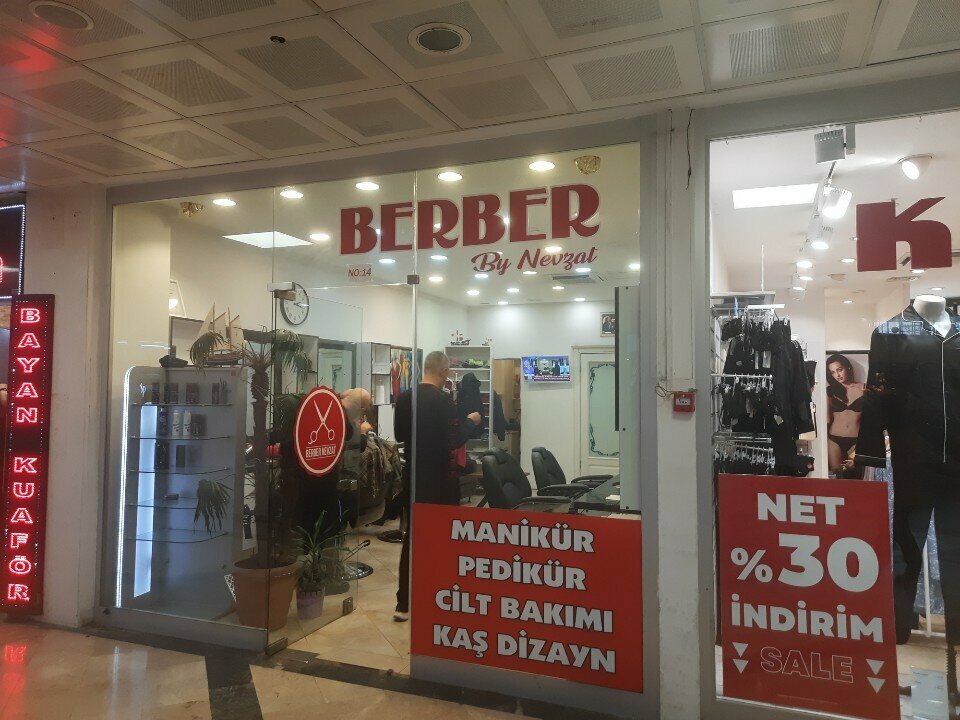 BERBER
By Nevzat
NO:14
BERBER NEVZAT
MANİKÜR
PEDİKÜR
CİLT BAKIMI
KAŞ DİZAYN
BAYAN KUAFÖR
K
NET
%30
İNDİRİM
SALE